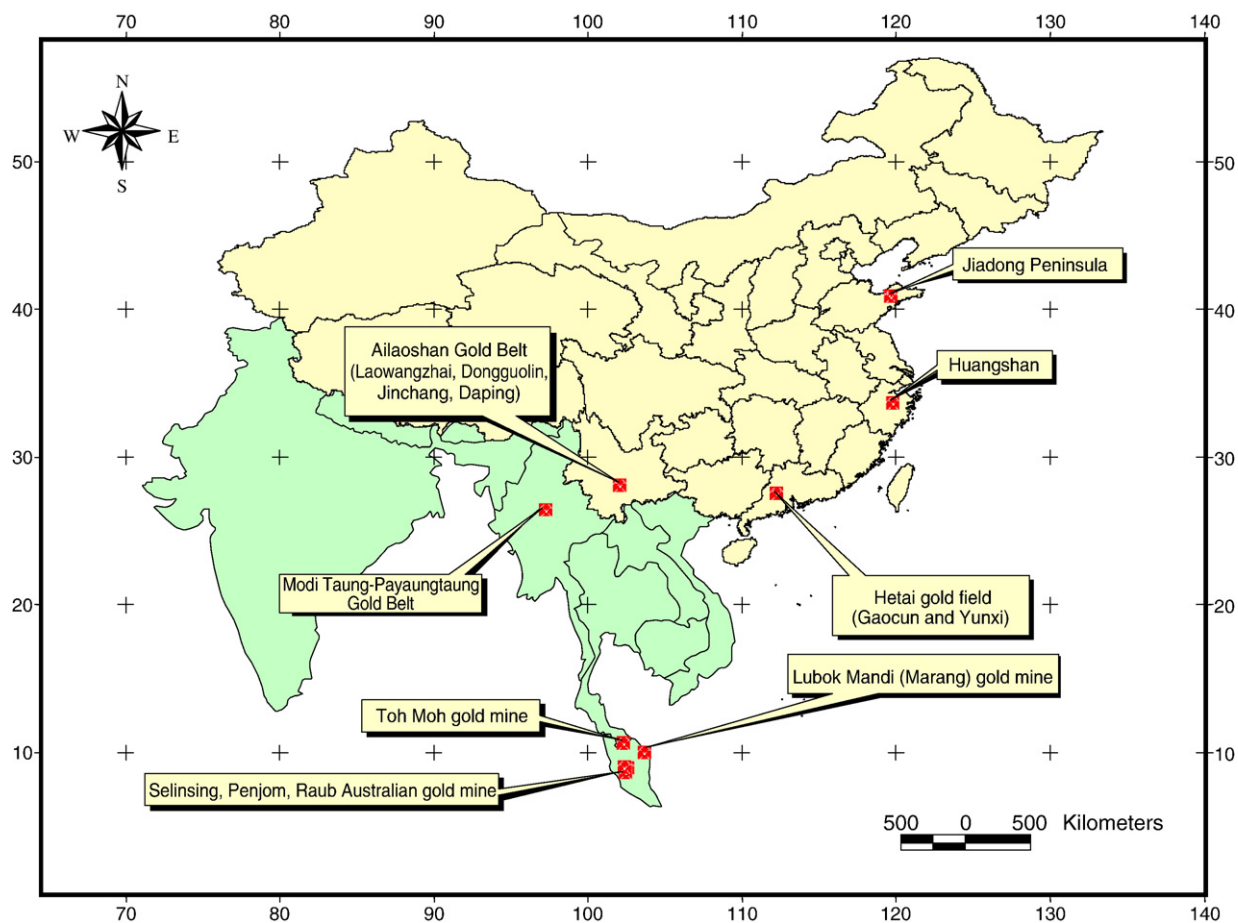 70 80 90 100 110 120 130 140
N
W E
S
50 50
Jiadong Peninsula
40 40
Ailaoshan Gold Belt
(Laowangzhai, Dongguolin,
Jinchang, Daping)
Huangshan
30 30
Modi Taung-Payaungtaung
Gold Belt
Hetai gold field
(Gaocun and Yunxi)
20 20
Lubok Mandi (Marang) gold mine
Toh Moh gold mine
10 10
Selinsing, Penjom, Raub Australian gold mine
500 0 500 Kilometers
70 80 90 100 110 120 130 140